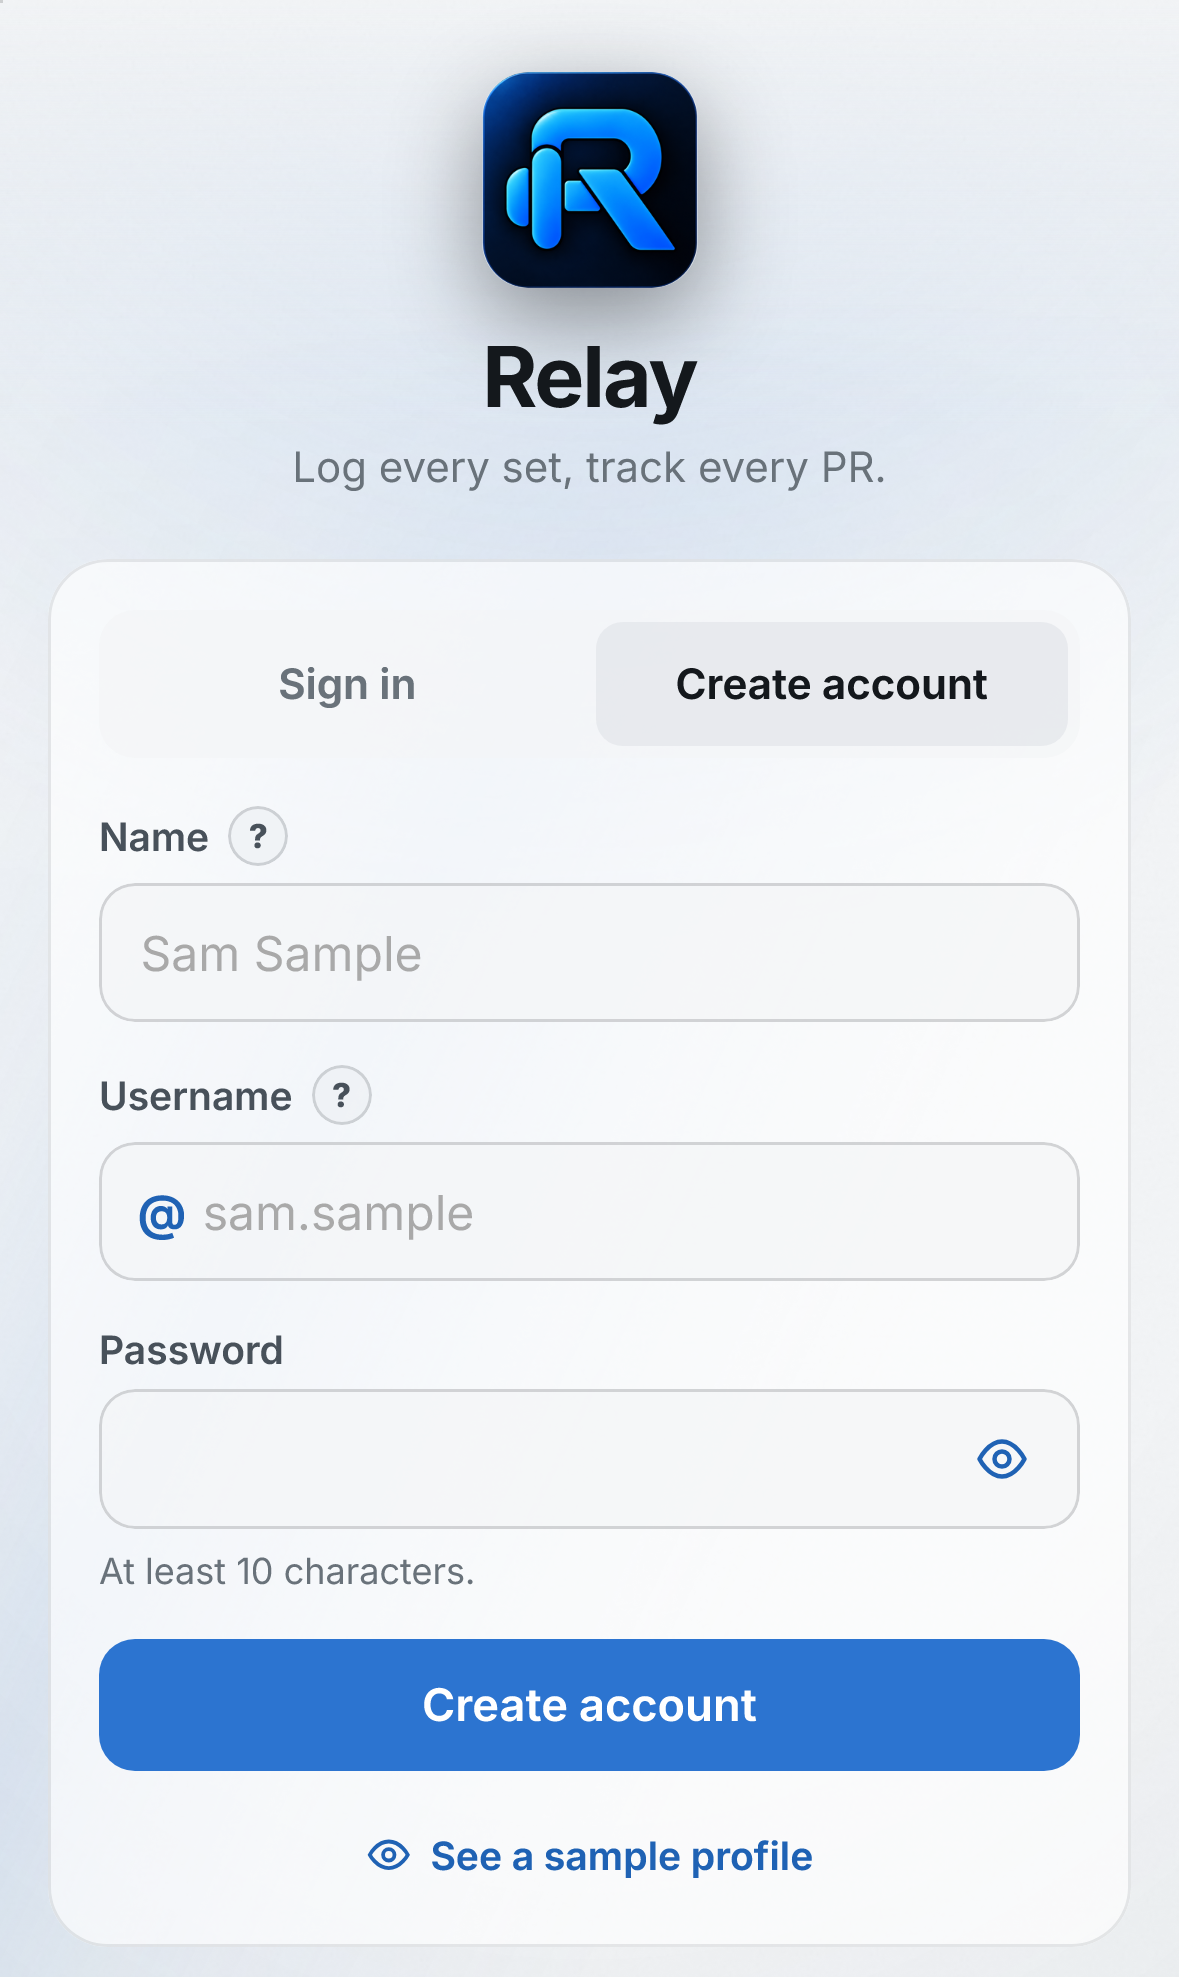 Relay
Log every set, track every PR.
Sign in
Create account
Name ?
Sam Sample
Username ?
@ sam.sample
Password
At least 10 characters.
Create account
See a sample profile